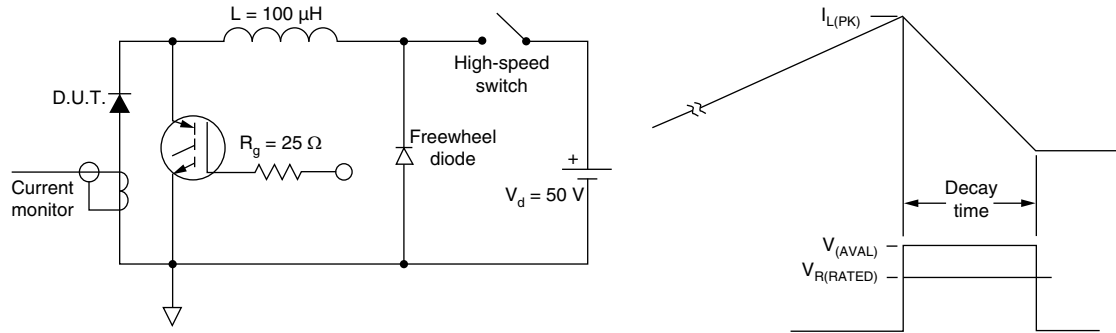 L = 100 µH
D.U.T.
High-speed
switch
R_g = 25 Ω
Freewheel
diode
+
V_d = 50 V
Current
monitor
I_L(PK)
Decay
time
V_(AVAL)
V_R(RATED)